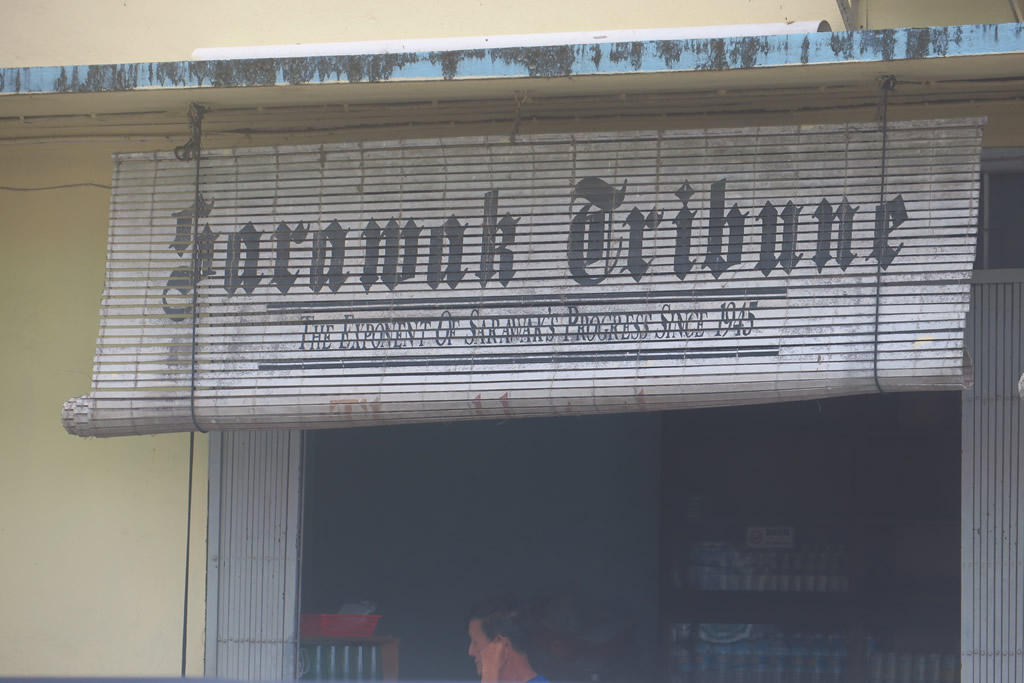 Sarawak Tribune
THE EXPONENT OF SARAWAK'S PROGRESS SINCE 1945